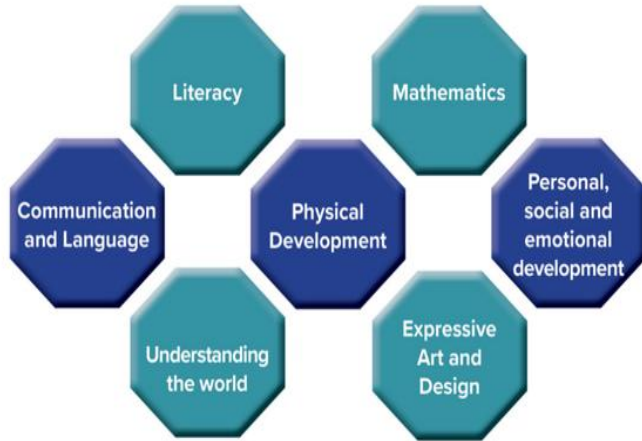 Literacy
Mathematics
Communication
and Language
Physical
Development
Personal,
social and
emotional
development
Understanding
the world
Expressive
Art and
Design